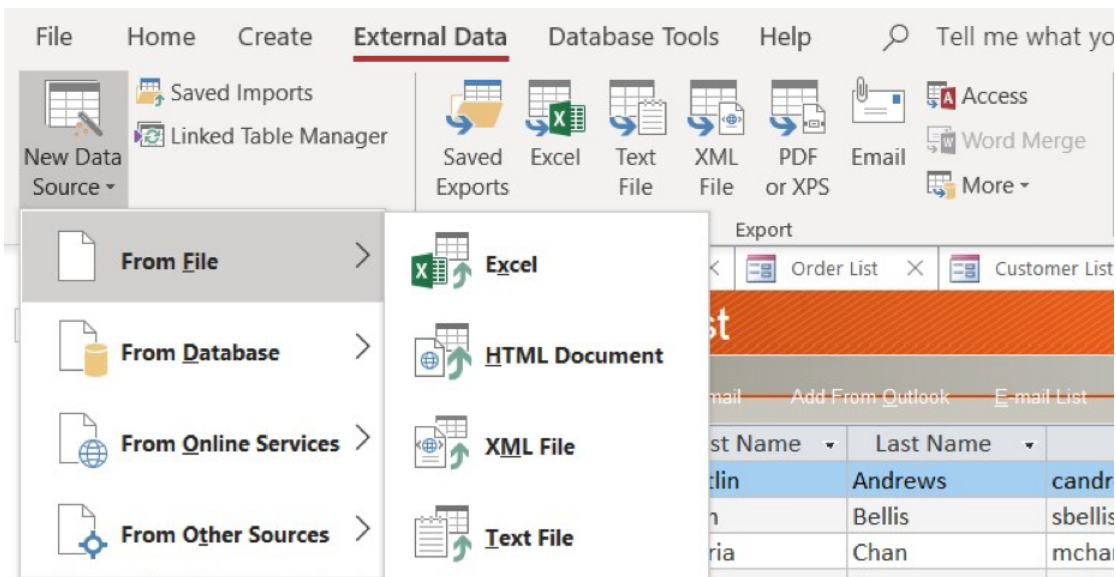 File Home Create External Data Database Tools Help Tell me what yo
Saved Imports
Linked Table Manager
New Data
Source
Saved
Exports
Excel
Text
File
XML
File
PDF
or XPS
Email
Access
Word Merge
More
Export
From File
From Database
From Online Services
From Other Sources
Excel
HTML Document
XML File
Text File
Order List Customer List
st
mail Add From Outlook E-mail List
st Name Last Name
tlin Andrews candr
n Bellis sbellis
ria Chan mchar